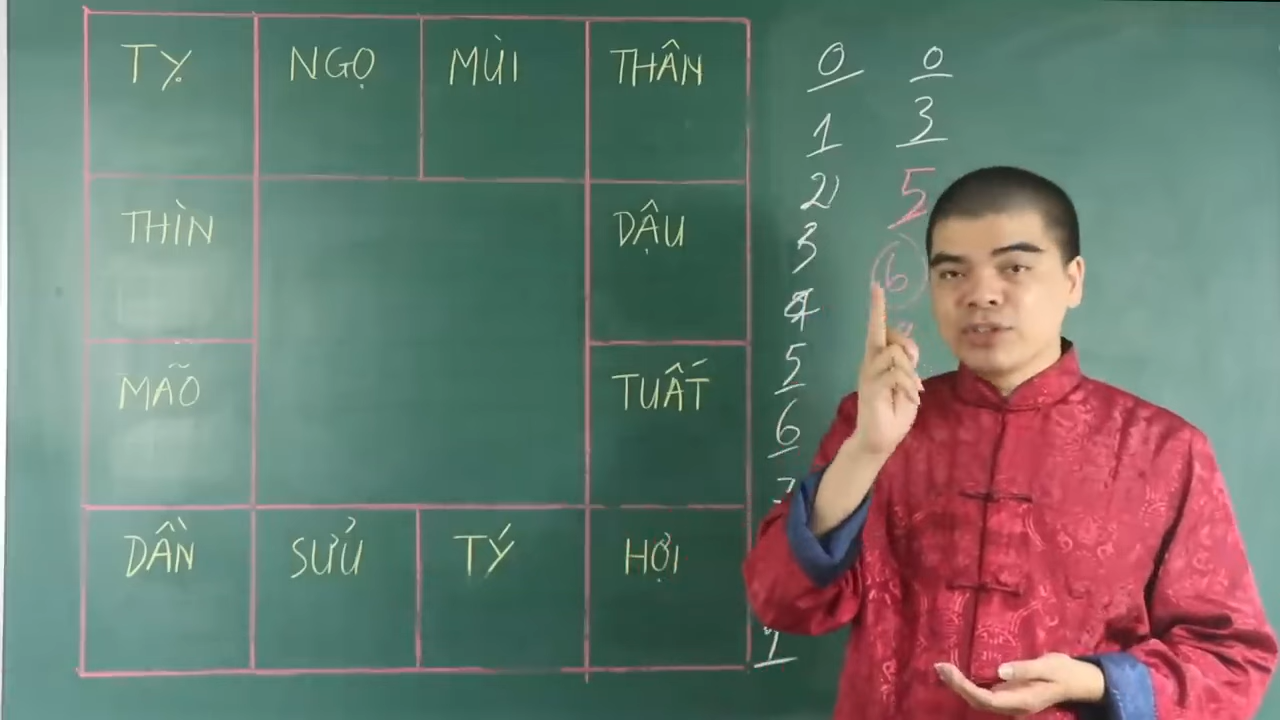 TỴ NGỌ MÙI THÂN
THÌN DẬU
MÃO TUẤT
DẦN SỬU TÝ HỢI
0 0
1 3
2 5
3 6
4
5
6